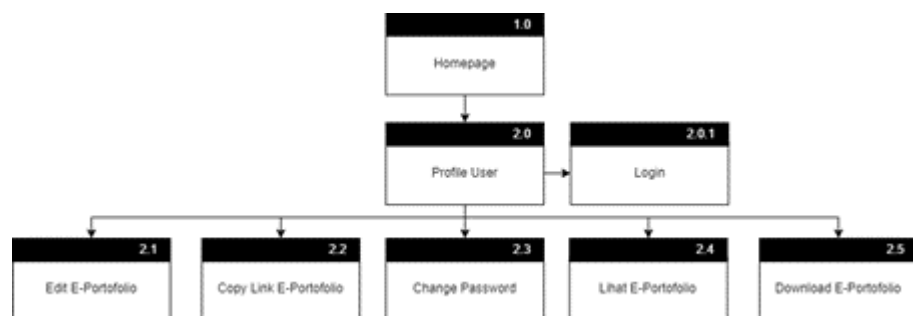 1.0
Homepage
2.0
Profile User
2.0.1
Login
2.1
Edit E-Portofolio
2.2
Copy Link E-Portofolio
2.3
Change Password
2.4
Lihat E-Portofolio
2.5
Download E-Portofolio